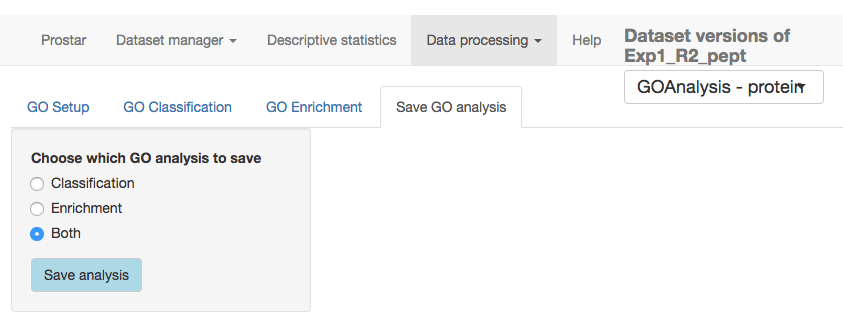 Prostar Dataset manager Descriptive statistics Data processing Help
Dataset versions of
Exp1_R2_pept
GOAnalysis - protein
GO Setup GO Classification GO Enrichment Save GO analysis
Choose which GO analysis to save
Classification
Enrichment
Both
Save analysis